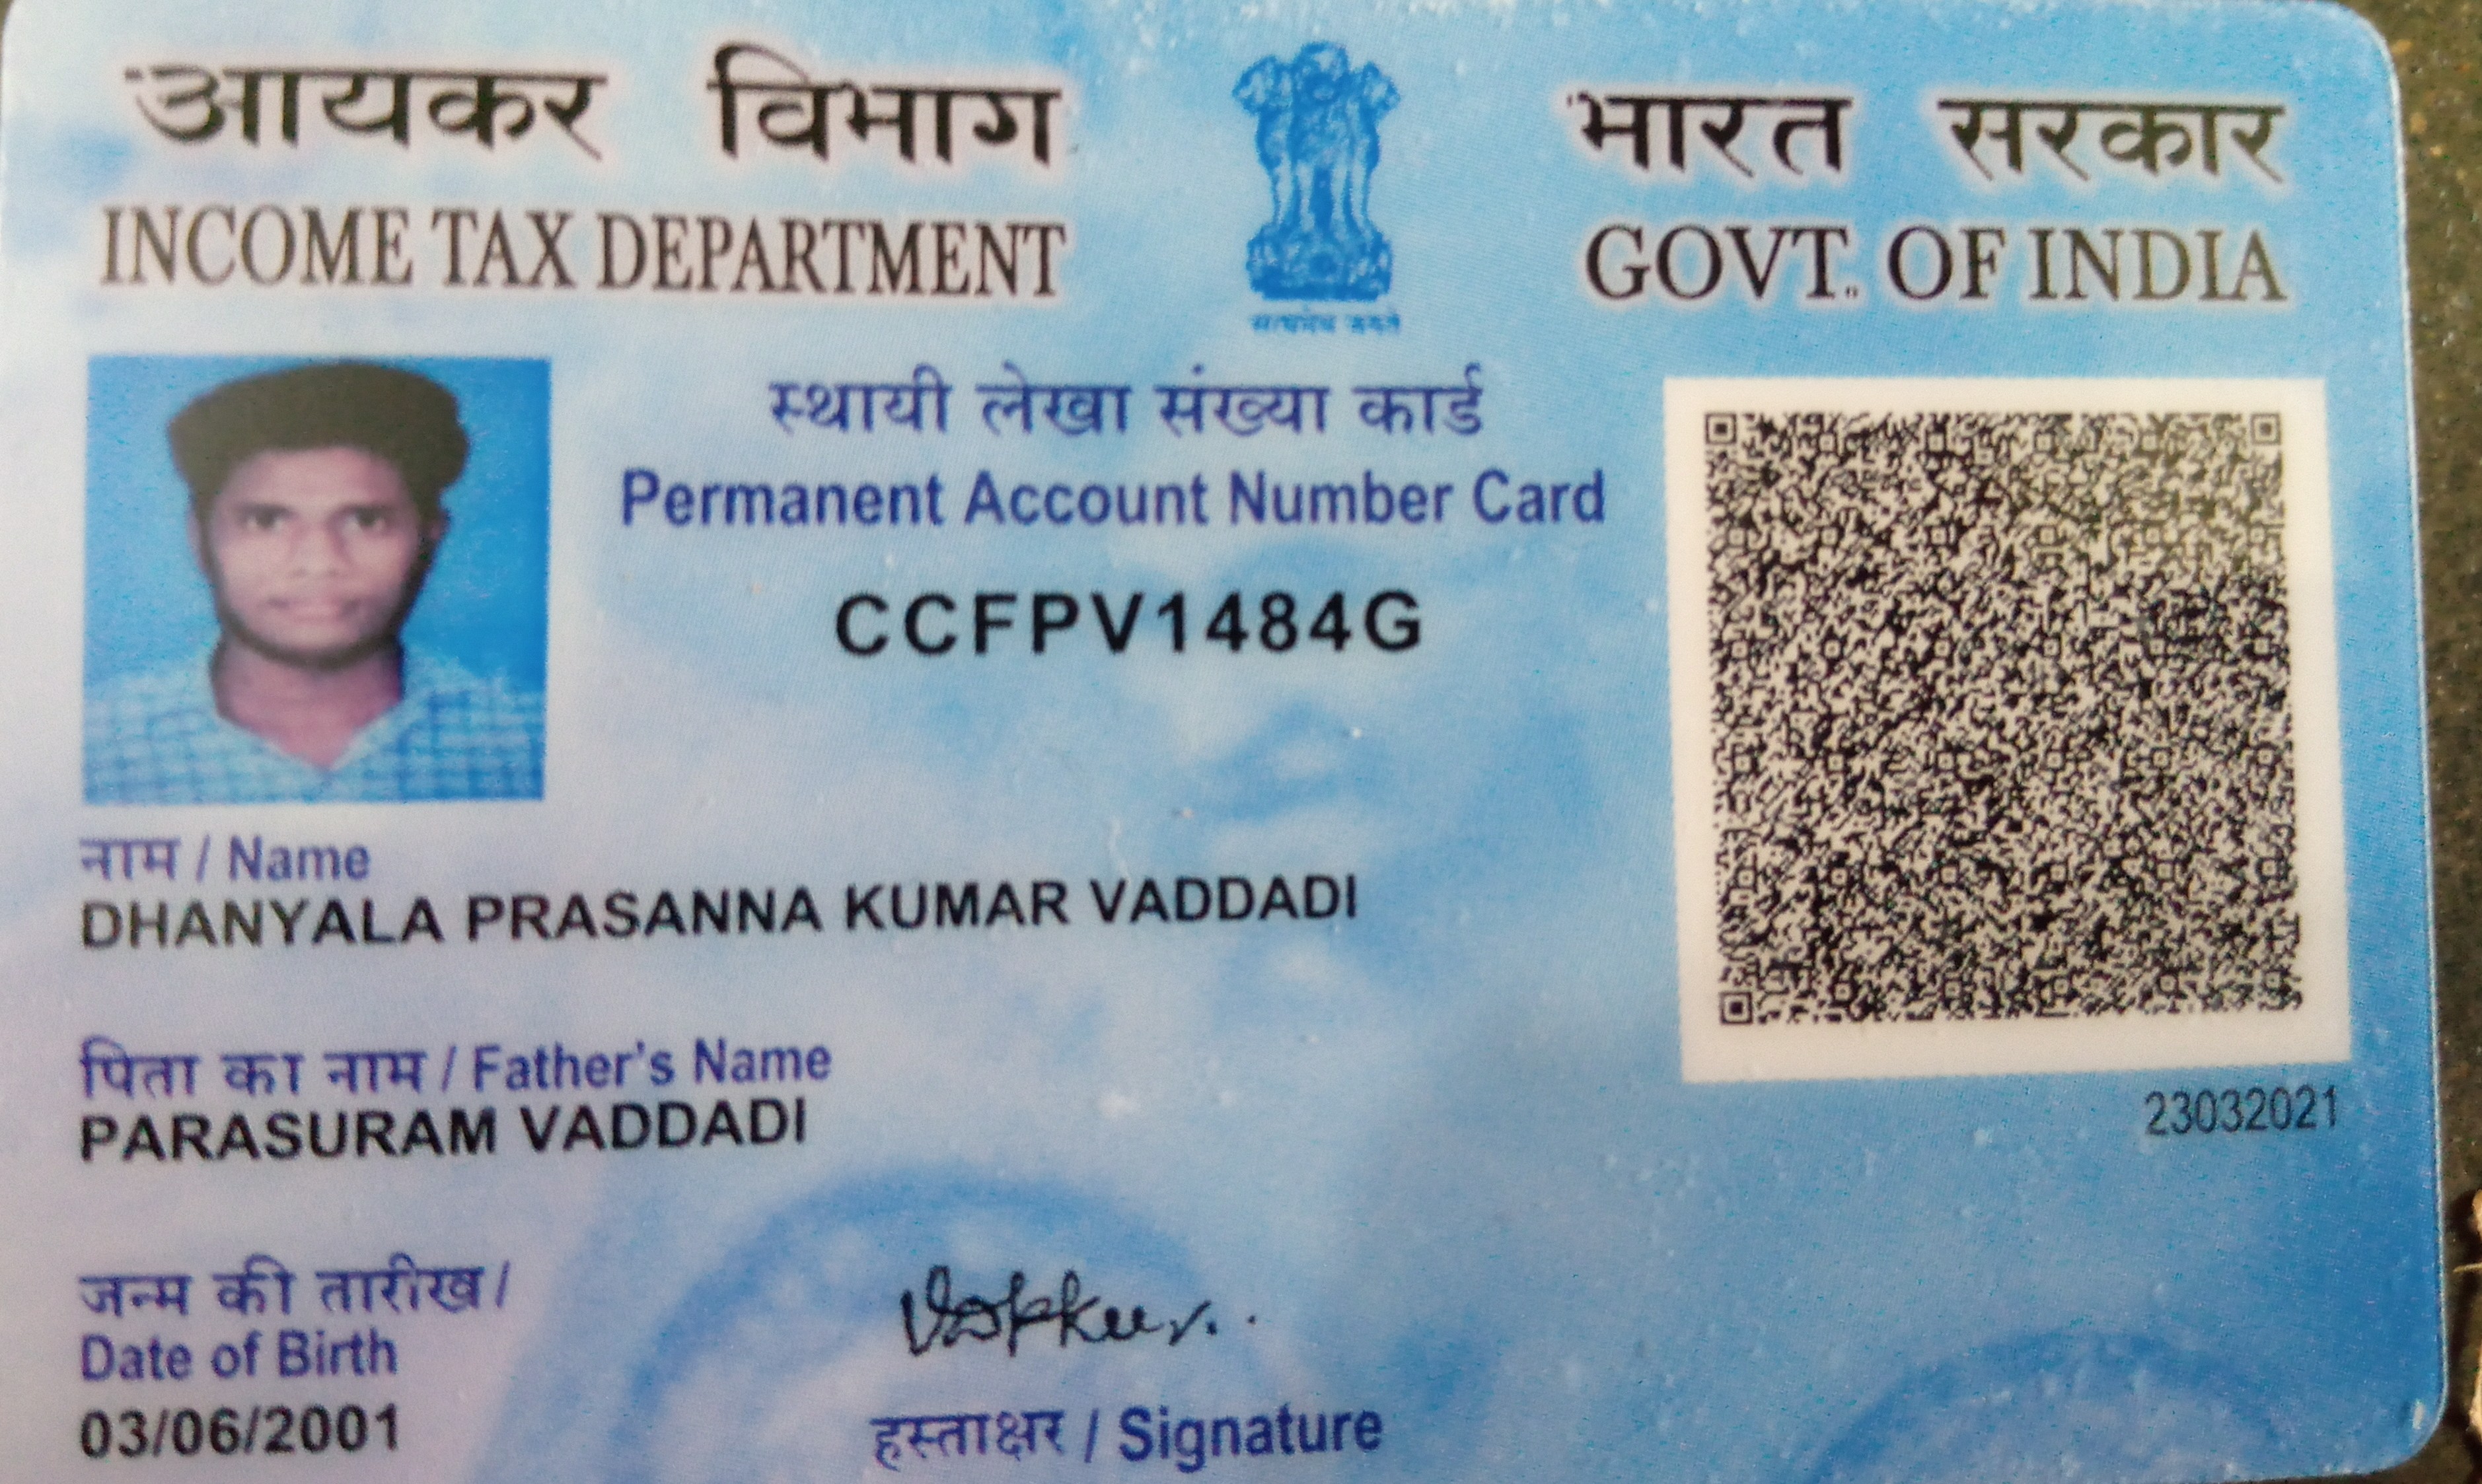 आयकर विभाग
INCOME TAX DEPARTMENT
भारत सरकार
GOVT. OF INDIA
सत्यमेव जयते
स्थायी लेखा संख्या कार्ड
Permanent Account Number Card
CCFPV1484G
नाम / Name
DHANYALA PRASANNA KUMAR VADDADI
पिता का नाम / Father's Name
PARASURAM VADDADI
23032021
जन्म की तारीख /
Date of Birth
03/06/2001
हस्ताक्षर / Signature